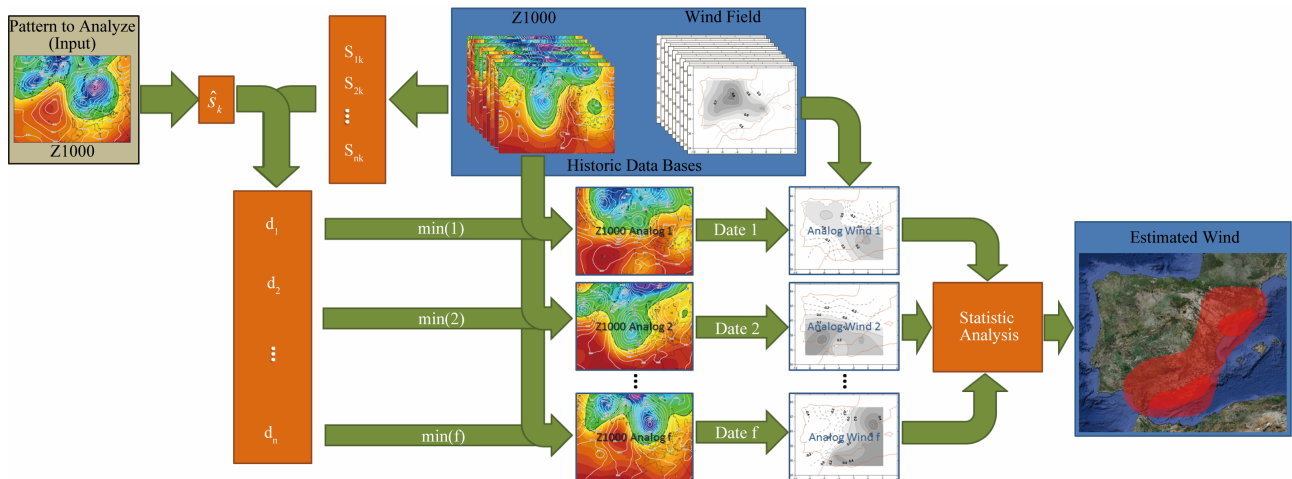 Pattern to Analyze
(Input)
Z1000
ŝₖ
S₁ₖ
S₂ₖ
...
Sₙₖ
Z1000
Wind Field
Historic Data Bases
d₁
d₂
...
dₙ
min(1)
Z1000 Analog 1
Date 1
Analog Wind 1
min(2)
Z1000 Analog 2
Date 2
Analog Wind 2
min(f)
Z1000 Analog f
Date f
Analog Wind f
Statistic
Analysis
Estimated Wind